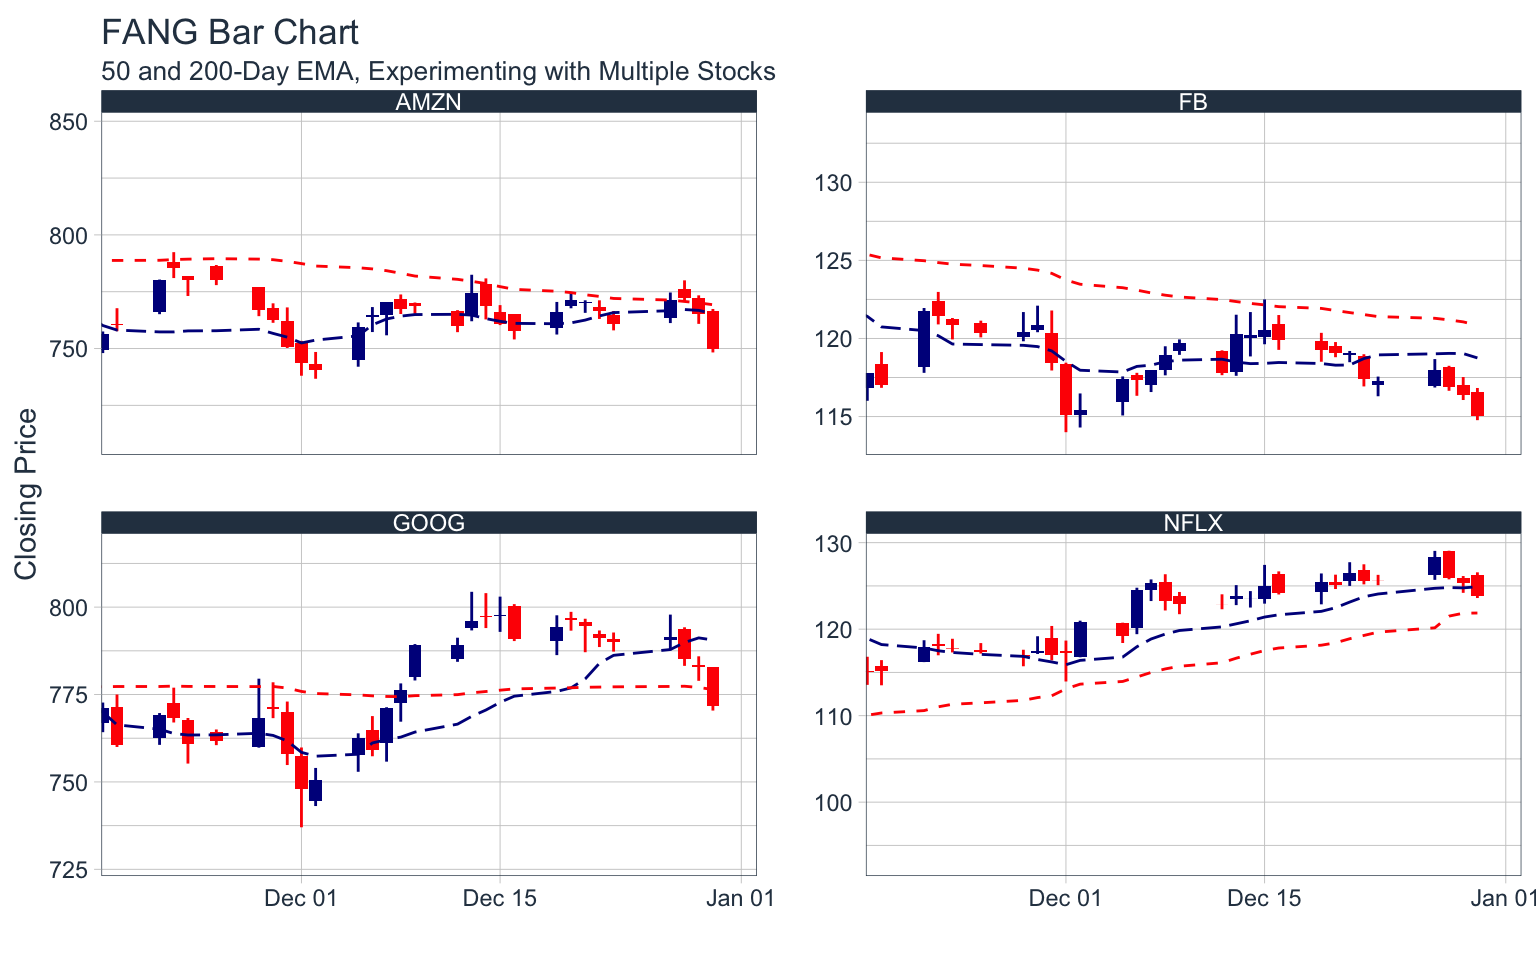 FANG Bar Chart
50 and 200-Day EMA, Experimenting with Multiple Stocks
Closing Price
AMZN
850
800
750
FB
130
125
120
115
GOOG
800
775
750
725
Dec 01 Dec 15 Jan 01
NFLX
130
120
110
100
Dec 01 Dec 15 Jan 01